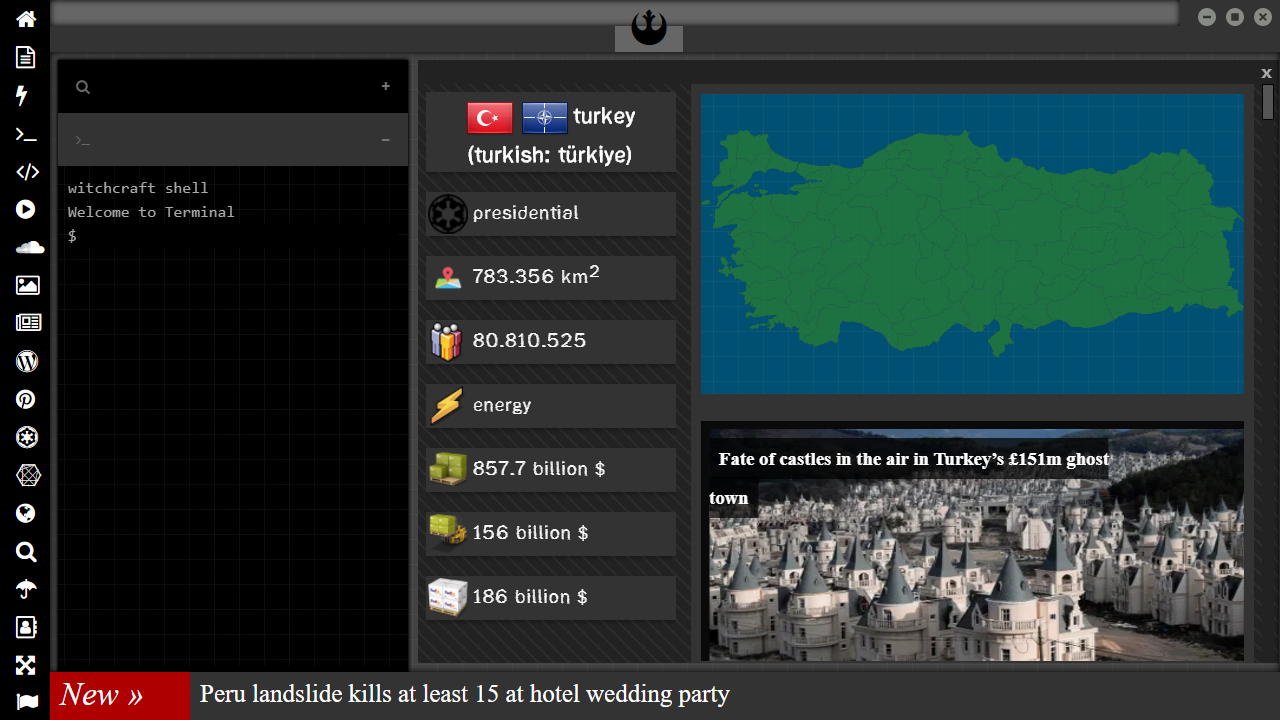 x
+
>_ −
witchcraft shell
Welcome to Terminal
$
turkey
(turkish: türkiye)
presidential
783.356 km²
80.810.525
energy
857.7 billion $
156 billion $
186 billion $
Fate of castles in the air in Turkey’s £151m ghost
town
New » Peru landslide kills at least 15 at hotel wedding party